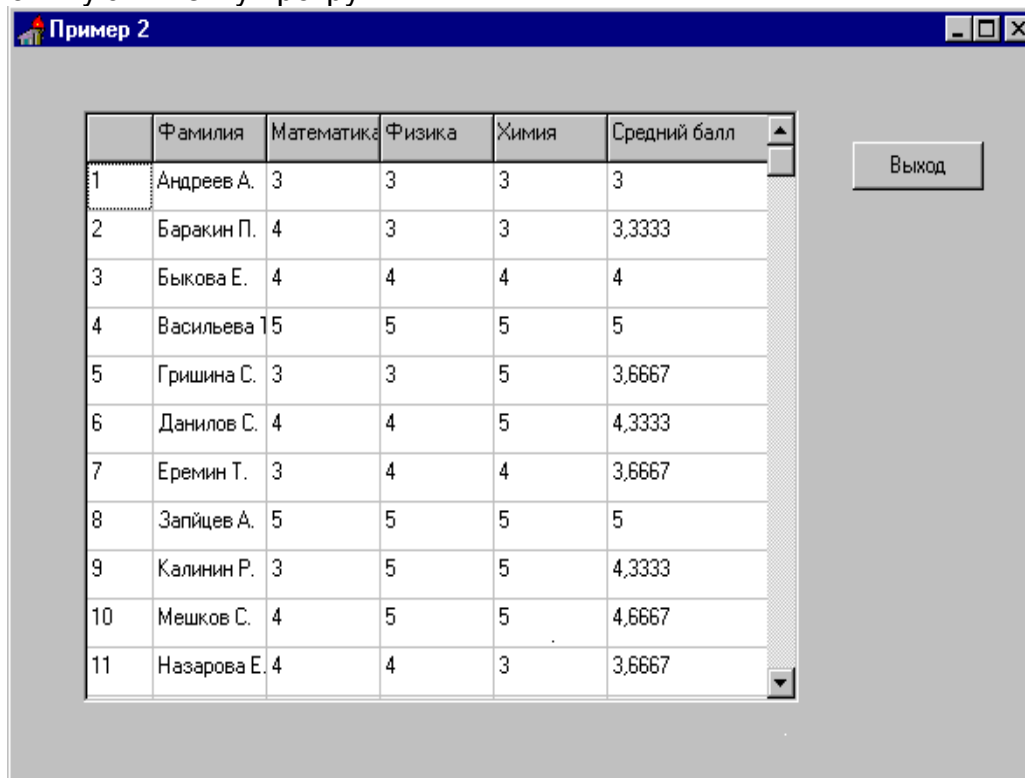 Пример 2
Фамилия Математика Физика Химия Средний балл
Выход
1 Андреев А. 3 3 3 3
2 Баракин П. 4 3 3 3,3333
3 Быкова Е. 4 4 4 4
4 Васильева 5 5 5 5
5 Гришина С. 3 3 5 3,6667
6 Данилов С. 4 4 5 4,3333
7 Еремин Т. 3 4 4 3,6667
8 Запйцев А. 5 5 5 5
9 Калинин Р. 3 5 5 4,3333
10 Мешков С. 4 5 5 4,6667
11 Назарова Е. 4 4 3 3,6667